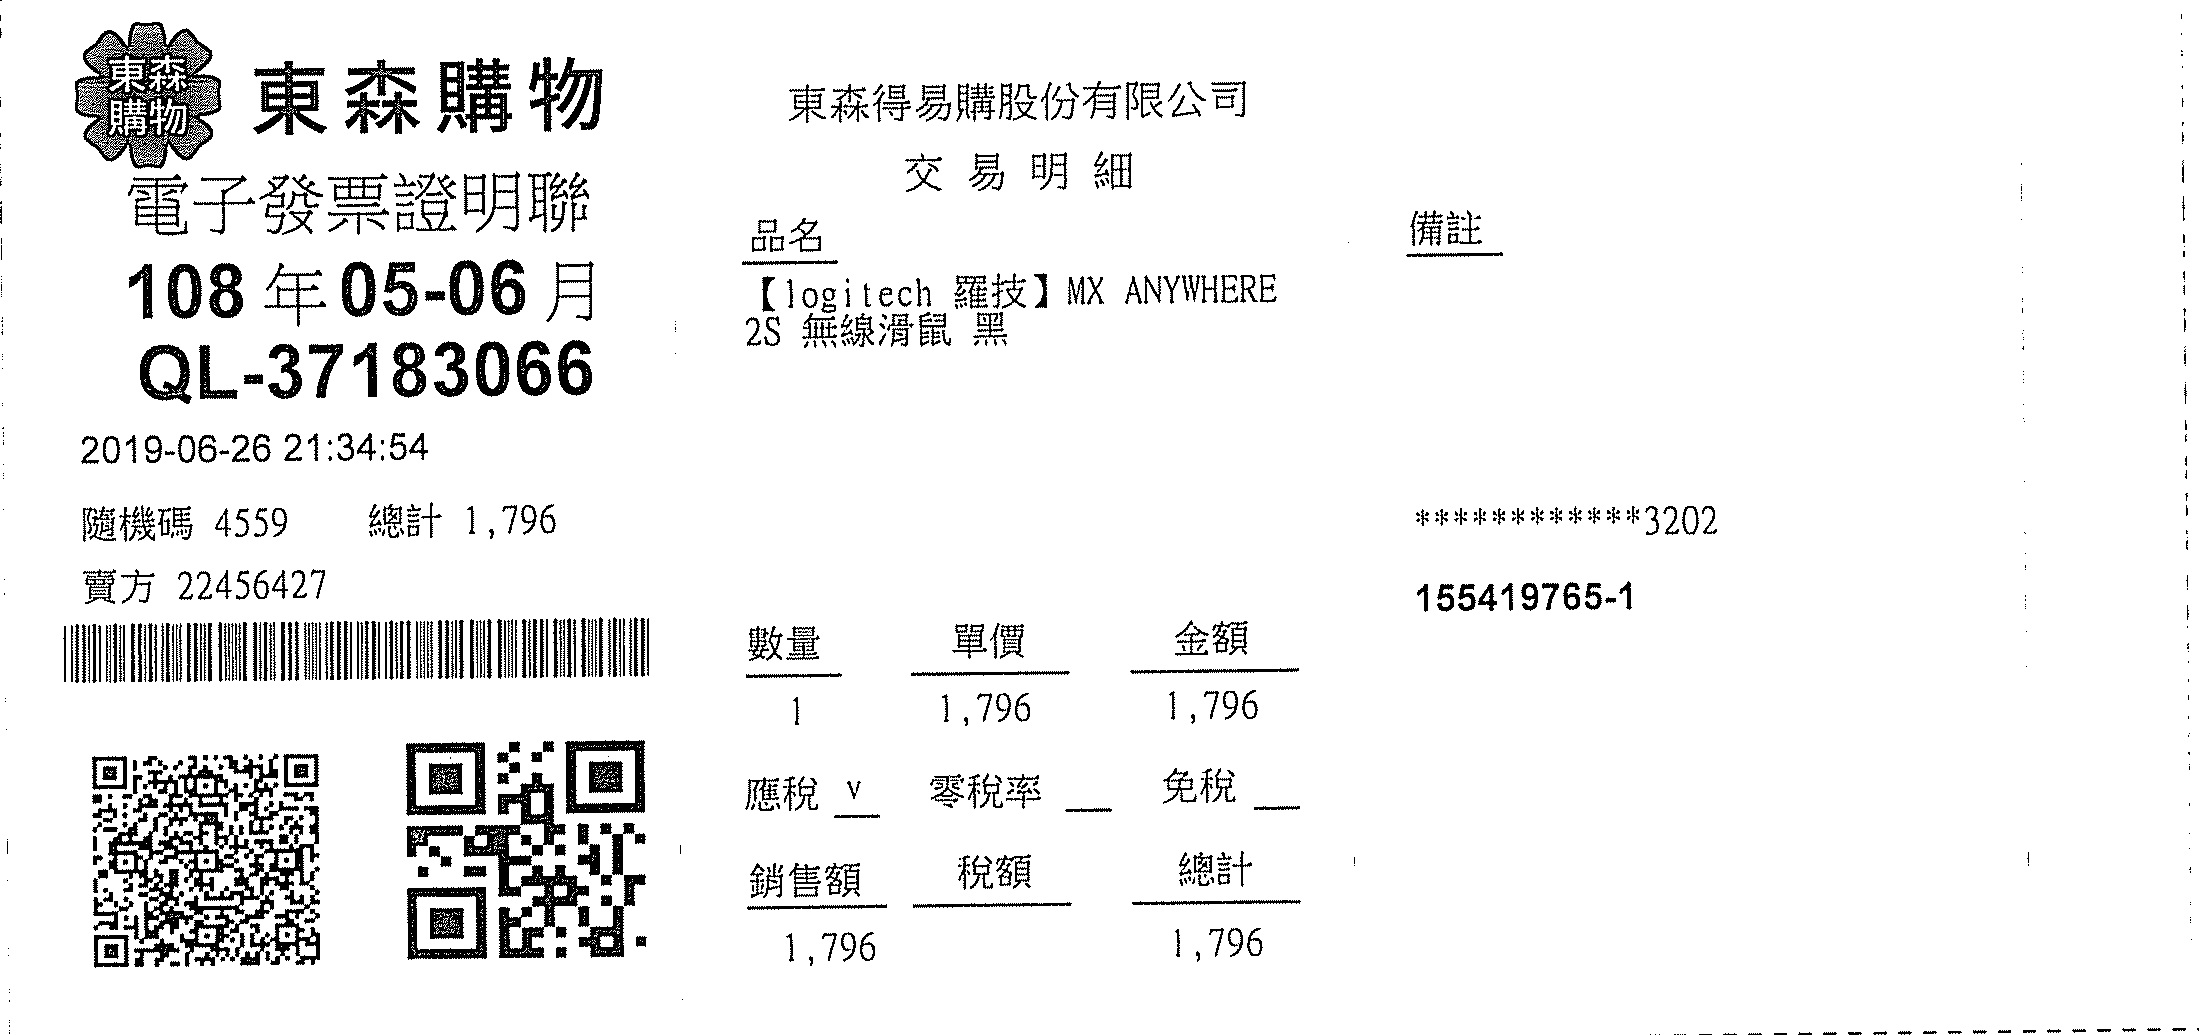 東森
購物
東森購物
電子發票證明聯
108年05-06月
QL-37183066
2019-06-26 21:34:54
隨機碼 4559 總計 1,796
賣方 22456427
東森得易購股份有限公司
交易明細
品名
備註
【logitech 羅技】MX ANYWHERE
2S 無線滑鼠 黑
************3202
155419765-1
數量 單價 金額
1 1,796 1,796
應稅 v 零稅率 免稅
銷售額 稅額 總計
1,796 1,796